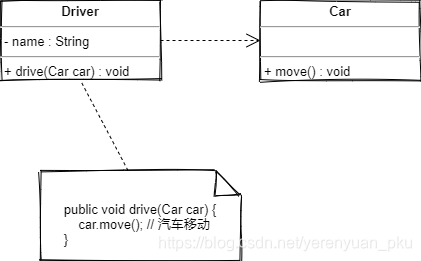 Driver
- name : String
+ drive(Car car) : void
Car
+ move() : void
public void drive(Car car) {
car.move(); // 汽车移动
}
https://blog.csdn.net/yerenyuan_pku